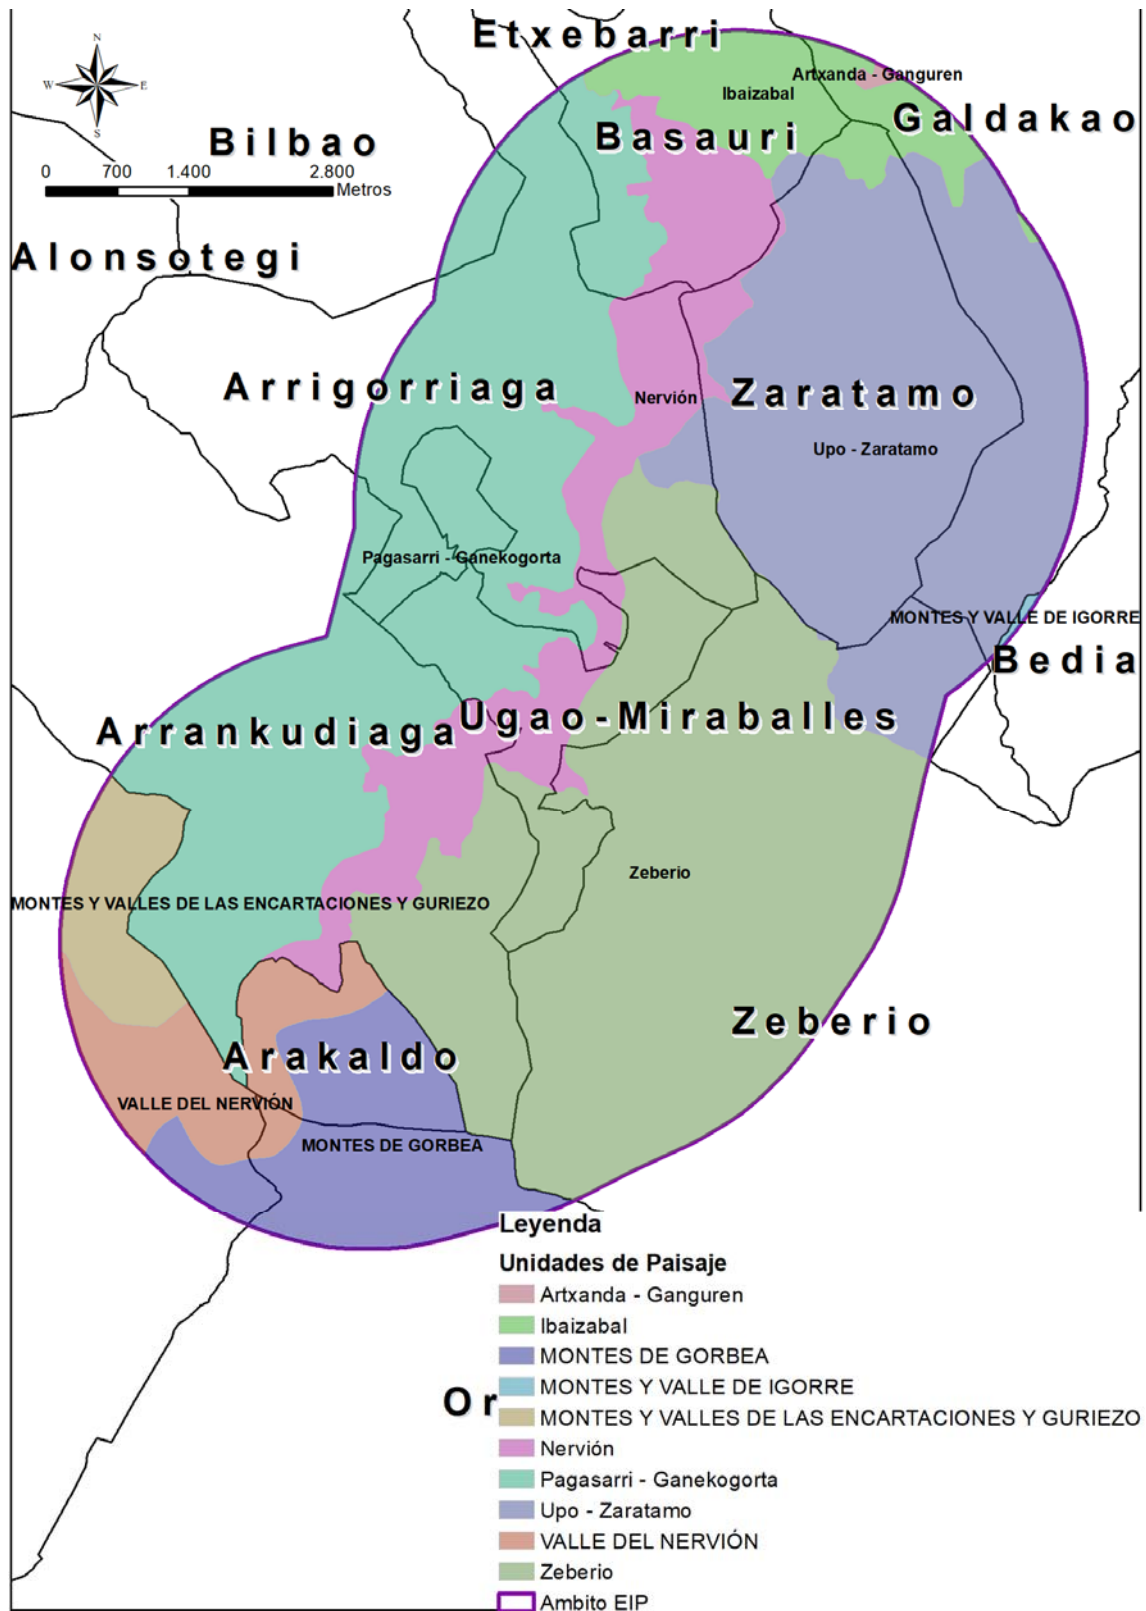 Etxebarri
N
W E
S
Artxanda - Ganguren
Ibaizabal
Galdakao
Basauri
Bilbao
0 700 1.400 2.800
Metros
Alonsotegi
Arrigorriaga
Nervión
Zaratamo
Upo - Zaratamo
Pagasarri - Ganekogorta
MONTES Y VALLE DE IGORRE
Bedia
Ugao-Miraballes
Arrankudiaga
Zeberio
MONTES Y VALLES DE LAS ENCARTACIONES Y GURIEZO
Zeberio
Arakaldo
VALLE DEL NERVIÓN
MONTES DE GORBEA
Leyenda
Unidades de Paisaje
Artxanda - Ganguren
Ibaizabal
MONTES DE GORBEA
MONTES Y VALLE DE IGORRE
MONTES Y VALLES DE LAS ENCARTACIONES Y GURIEZO
Or
Nervión
Pagasarri - Ganekogorta
Upo - Zaratamo
VALLE DEL NERVIÓN
Zeberio
Ambito EIP